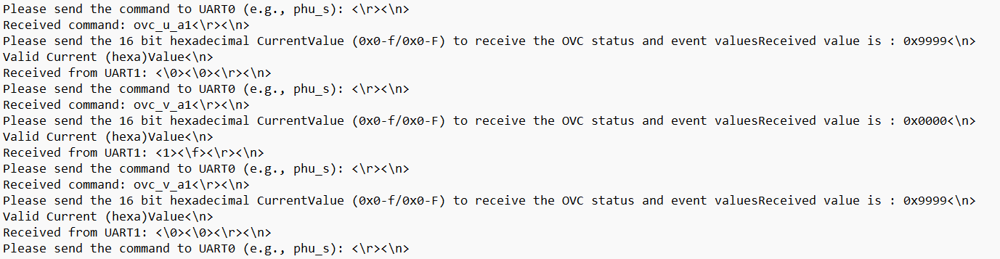 Please send the command to UART0 (e.g., phu_s): <\r><\n>
Received command: ovc_u_a1<\r><\n>
Please send the 16 bit hexadecimal CurrentValue (0x0-f/0x0-F) to receive the OVC status and event valuesReceived value is : 0x9999<\n>
Valid Current (hexa)Value<\n>
Received from UART1: <\0><\0><\r><\n>
Please send the command to UART0 (e.g., phu_s): <\r><\n>
Received command: ovc_v_a1<\r><\n>
Please send the 16 bit hexadecimal CurrentValue (0x0-f/0x0-F) to receive the OVC status and event valuesReceived value is : 0x0000<\n>
Valid Current (hexa)Value<\n>
Received from UART1: <1><\f><\r><\n>
Please send the command to UART0 (e.g., phu_s): <\r><\n>
Received command: ovc_v_a1<\r><\n>
Please send the 16 bit hexadecimal CurrentValue (0x0-f/0x0-F) to receive the OVC status and event valuesReceived value is : 0x9999<\n>
Valid Current (hexa)Value<\n>
Received from UART1: <\0><\0><\r><\n>
Please send the command to UART0 (e.g., phu_s): <\r><\n>